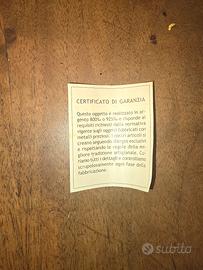 CERTIFICATO DI GARANZIA
Questo oggetto è realizzato in ar-
gento 800‰ o 925‰ e risponde ai
requisiti richiesti dalla normativa
vigente sugli oggetti fabbricati con
metalli preziosi. I nostri articoli si
creano seguendo design esclusivi
e rispettando le regole della mi-
gliore tradizione artigianale. Cu-
riamo tutti i dettagli e controlliamo
scrupolosamente ogni fase della
fabbricazione.
subito